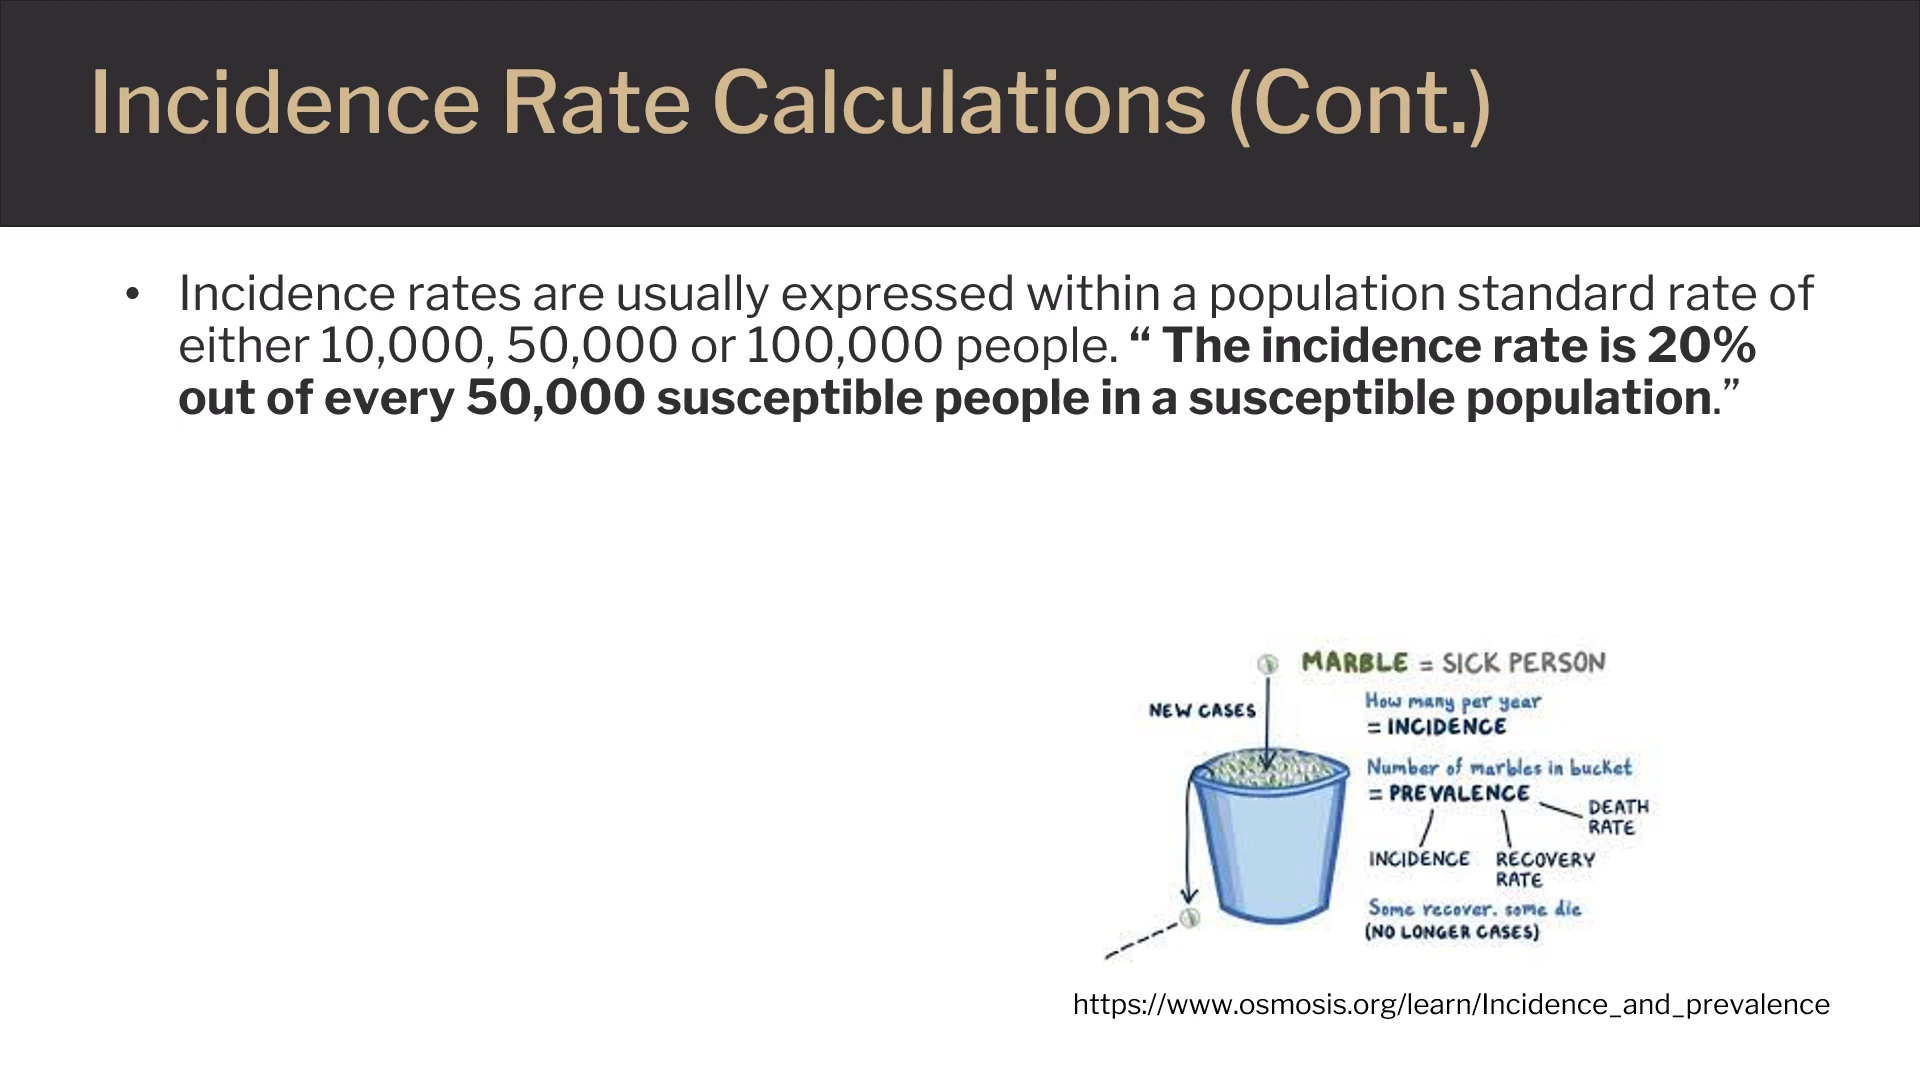 Incidence Rate Calculations (Cont.)
• Incidence rates are usually expressed within a population standard rate of
either 10,000, 50,000 or 100,000 people. “ The incidence rate is 20%
out of every 50,000 susceptible people in a susceptible population.”
MARBLE = SICK PERSON
NEW CASES
How many per year
= INCIDENCE
Number of marbles in bucket
= PREVALENCE
DEATH
RATE
INCIDENCE
RECOVERY
RATE
Some recover. some die
(NO LONGER CASES)
https://www.osmosis.org/learn/Incidence_and_prevalence